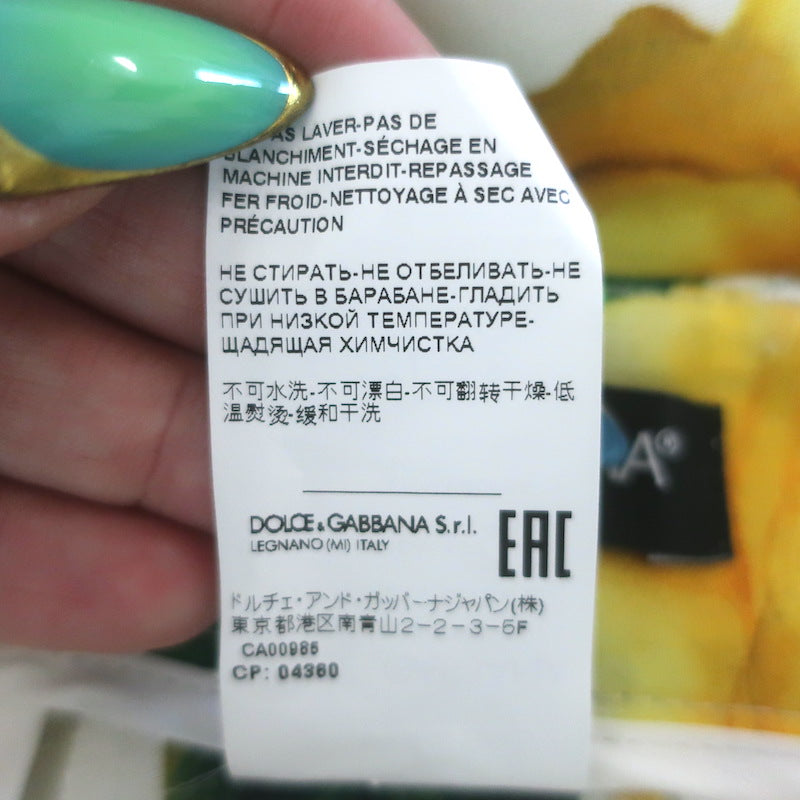 LAVER-PAS DE
BLANCHIMENT-SÉCHAGE EN
MACHINE INTERDIT-REPASSAGE
FER FROID-NETTOYAGE À SEC AVEC
PRÉCAUTION
НЕ СТИРАТЬ-НЕ ОТБЕЛИВАТЬ-НЕ
СУШИТЬ В БАРАБАНЕ-ГЛАДИТЬ
ПРИ НИЗКОЙ ТЕМПЕРАТУРЕ-
ЩАДЯЩАЯ ХИМЧИСТКА
不可水洗-不可漂白-不可翻转干燥-低
温熨烫-缓和干洗
DOLCE & GABBANA S.r.l.
LEGNANO (MI) ITALY
EAC
ドルチェ・アンド・ガッバーナジャパン(株)
東京都港区南青山2-2-3-5F
CA00986
CP: 04360